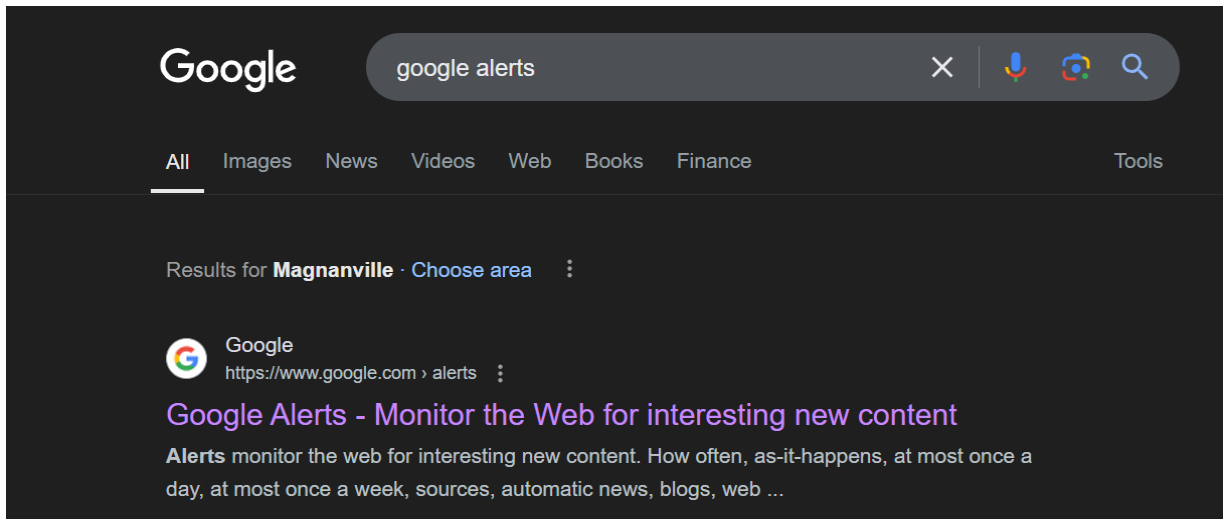 Google
google alerts
All Images News Videos Web Books Finance Tools
Results for Magnanville · Choose area
Google
https://www.google.com › alerts
Google Alerts - Monitor the Web for interesting new content
Alerts monitor the web for interesting new content. How often, as-it-happens, at most once a
day, at most once a week, sources, automatic news, blogs, web ...